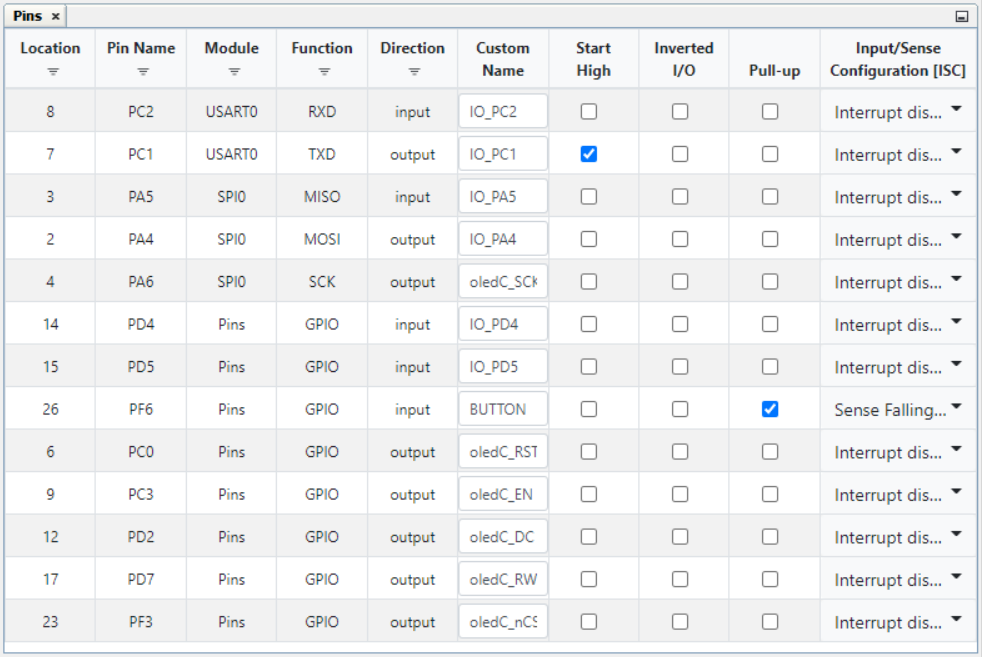 Pins ×
Location Pin Name Module Function Direction Custom Name Start High Inverted I/O Pull-up Input/Sense Configuration [ISC]
8 PC2 USART0 RXD input IO_PC2 Interrupt dis...
7 PC1 USART0 TXD output IO_PC1 Interrupt dis...
3 PA5 SPI0 MISO input IO_PA5 Interrupt dis...
2 PA4 SPI0 MOSI output IO_PA4 Interrupt dis...
4 PA6 SPI0 SCK output oledC_SCK Interrupt dis...
14 PD4 Pins GPIO input IO_PD4 Interrupt dis...
15 PD5 Pins GPIO input IO_PD5 Interrupt dis...
26 PF6 Pins GPIO input BUTTON Sense Falling...
6 PC0 Pins GPIO output oledC_RST Interrupt dis...
9 PC3 Pins GPIO output oledC_EN Interrupt dis...
12 PD2 Pins GPIO output oledC_DC Interrupt dis...
17 PD7 Pins GPIO output oledC_RW Interrupt dis...
23 PF3 Pins GPIO output oledC_nCS Interrupt dis...